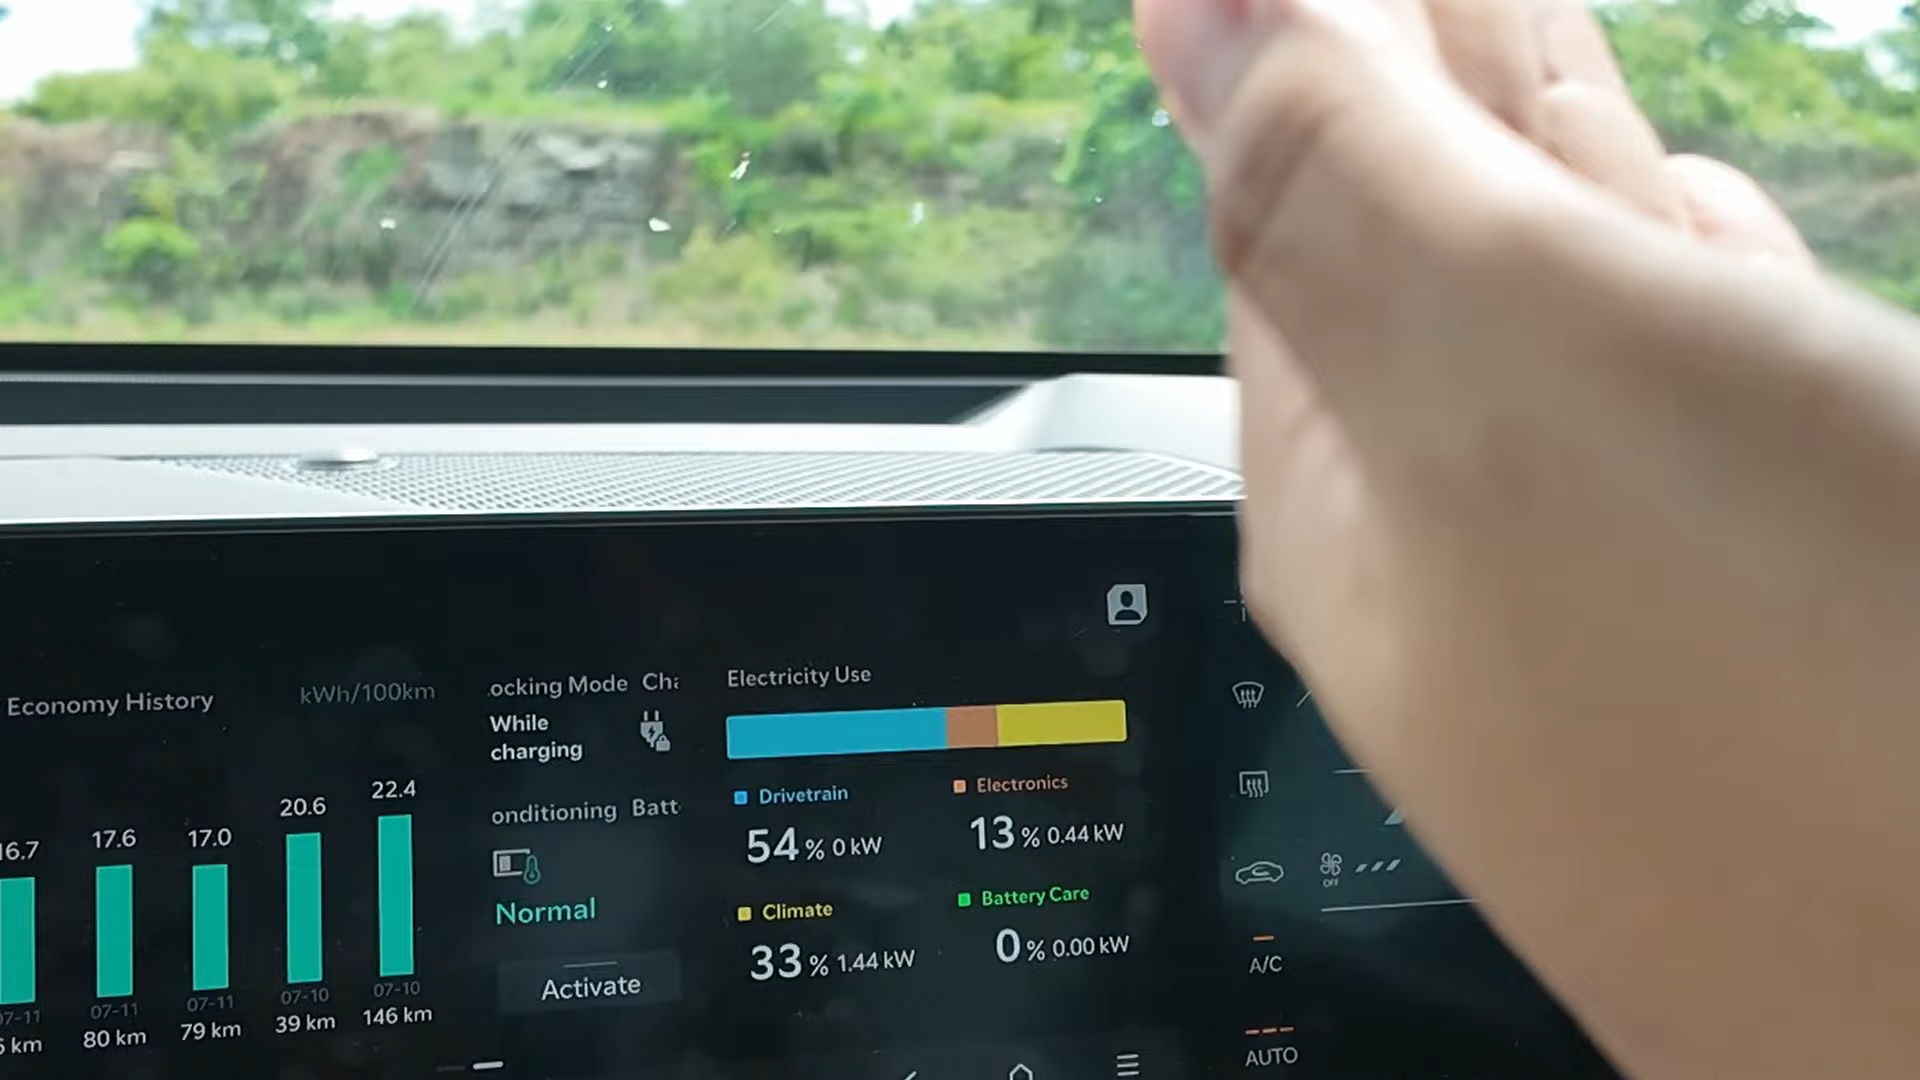 Economy History
kWh/100km
16.7
17.6
17.0
20.6
22.4
07-11
07-11
07-11
07-10
07-10
km
80 km
79 km
39 km
146 km
ocking Mode
Cha
While
charging
onditioning
Batt
Normal
Activate
Electricity Use
Drivetrain
54 % 0 kW
Electronics
13 % 0.44 kW
Climate
33 % 1.44 kW
Battery Care
0 % 0.00 kW
OFF
A/C
AUTO